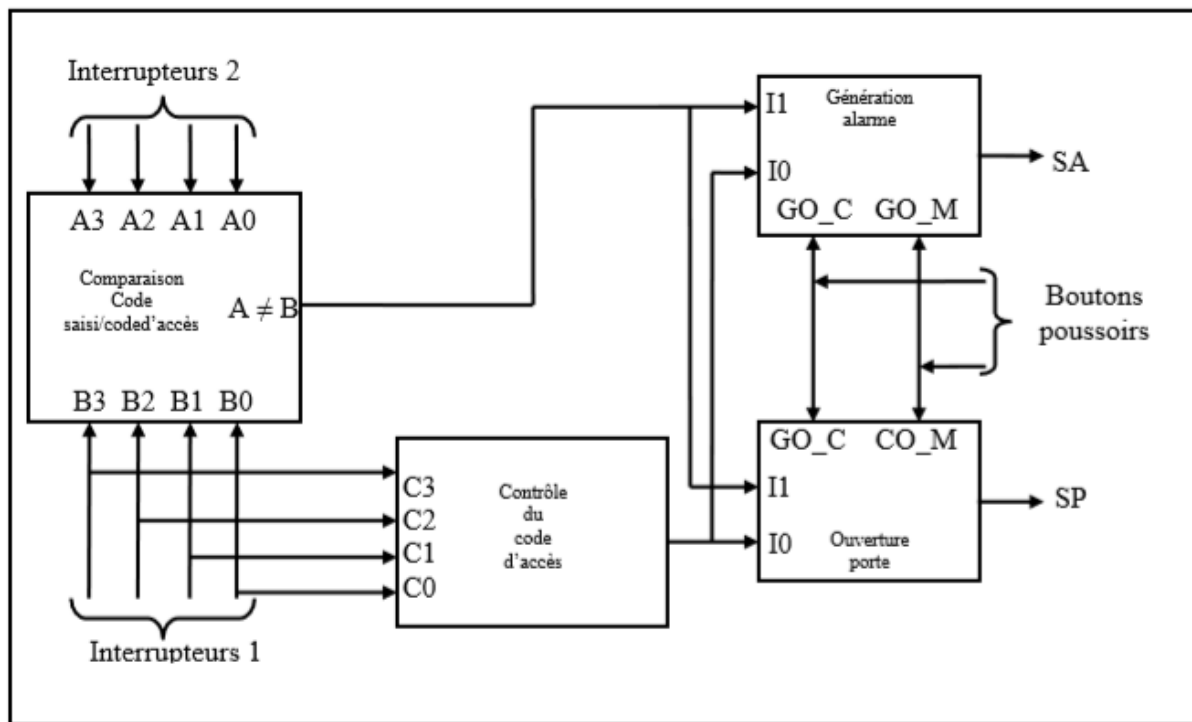 Interrupteurs 2
A3 A2 A1 A0
Comparaison
Code
saisi/coded'accès
A ≠ B
B3 B2 B1 B0
Interrupteurs 1
C3
C2
C1
C0
Contrôle
du
code
d'accès
I1
Génération
alarme
I0
GO_C GO_M
SA
Boutons
poussoirs
GO_C CO_M
I1
I0
Ouverture
porte
SP